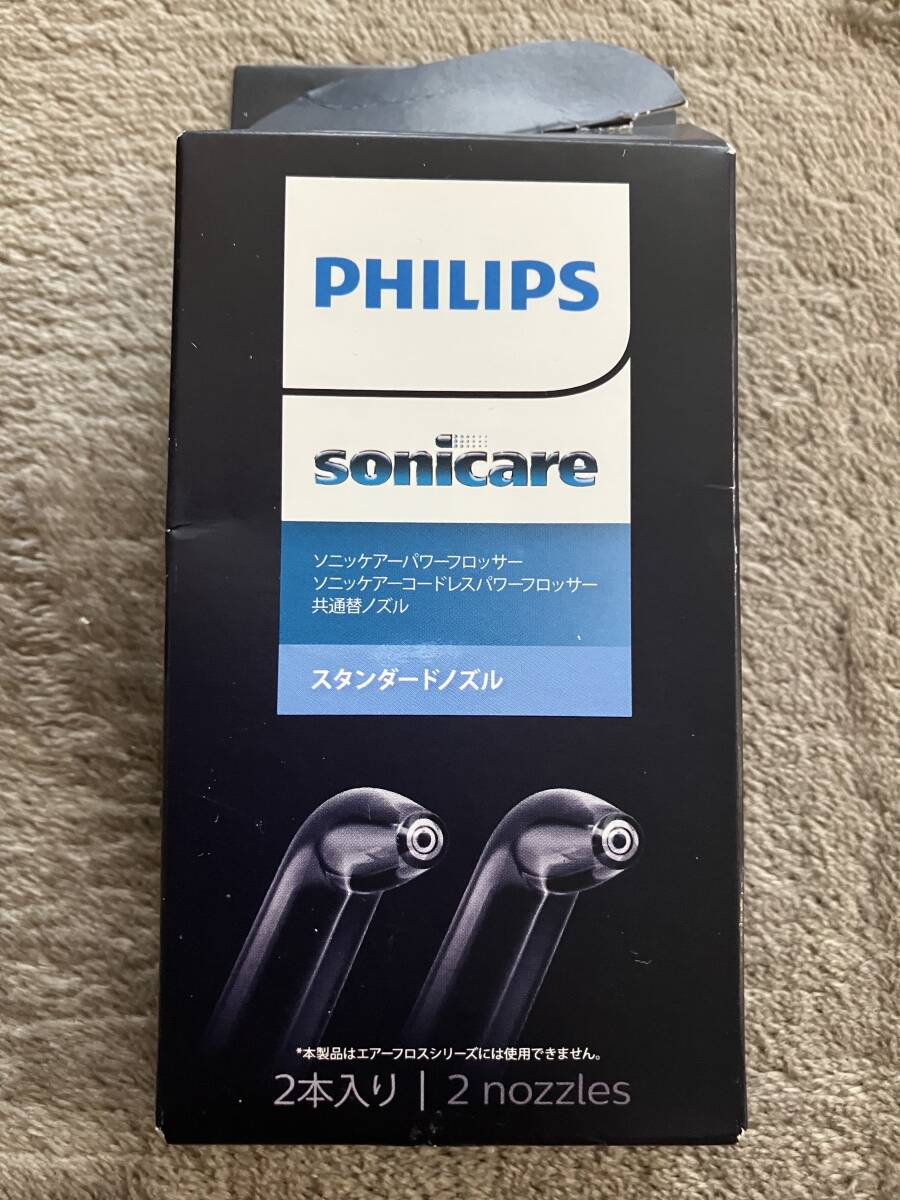 PHILIPS
sonicare
ソニッケアーパワーフロッサー
ソニッケアーコードレスパワーフロッサー
共通替ノズル
スタンダードノズル
*本製品はエアーフロスシリーズには使用できません。
2本入り | 2 nozzles